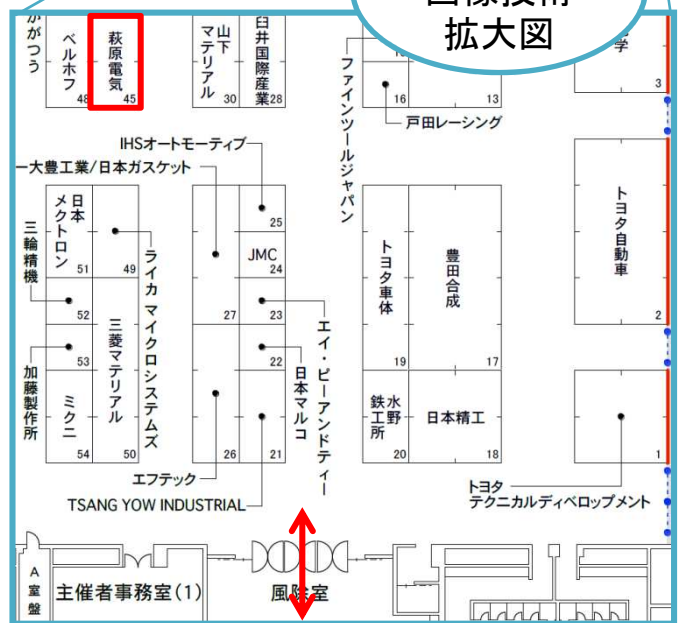 拡大図
かがつう
ベルホフ
48
萩原電気
45
山下マテリアル
30
臼井国際産業
28
ファインツールジャパン
16
13
戸田レーシング
3
IHSオートモーティブ
大豊工業/日本ガスケット
日本メクトロン
51
49
三輪精機
52
53
加藤製作所
ミクニ
54
三菱マテリアル
50
ライカ マイクロシステムズ
25
JMC
24
27
23
22
26
21
エイ・ピーアンドティー
日本マルコ
エフテック
TSANG YOW INDUSTRIAL
トヨタ車体
19
豊田合成
17
水野鉄工所
20
日本精工
18
トヨタ自動車
2
1
トヨタ
テクニカルディベロップメント
A室盤
主催者事務室(1)
風除室